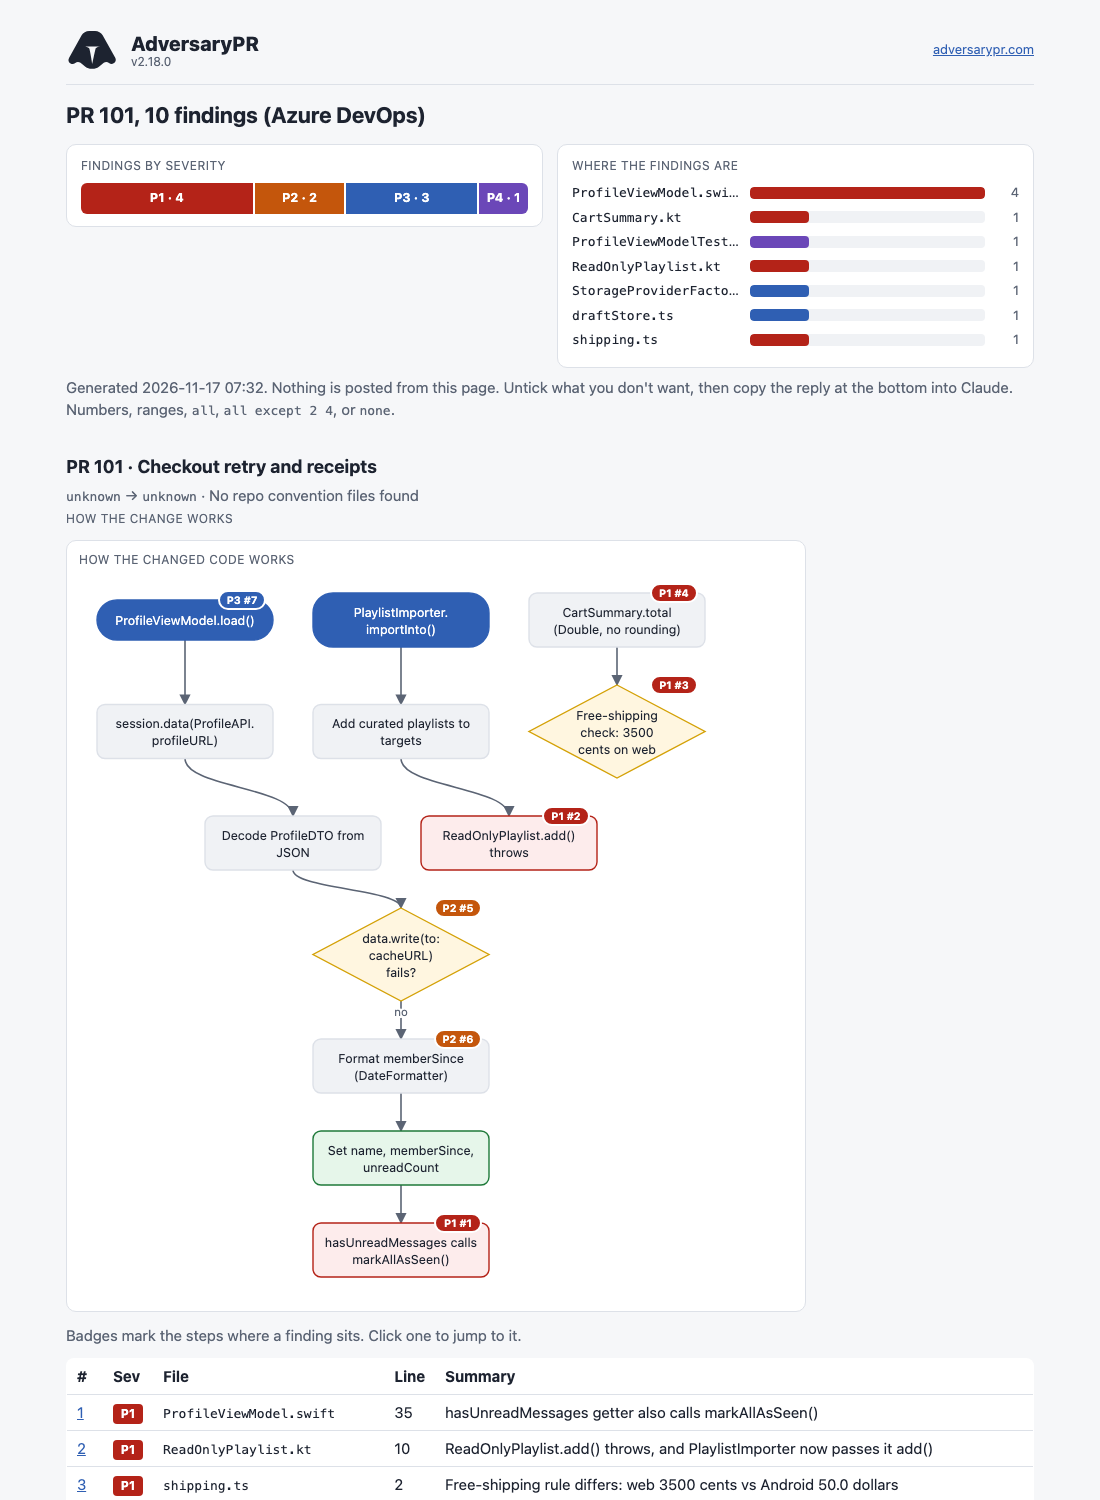 AdversaryPR
v2.18.0
adversarypr.com
PR 101, 10 findings (Azure DevOps)
FINDINGS BY SEVERITY
P1 · 4
P2 · 2
P3 · 3
P4 · 1
WHERE THE FINDINGS ARE
ProfileViewModel.swi… 4
CartSummary.kt 1
ProfileViewModelTest… 1
ReadOnlyPlaylist.kt 1
StorageProviderFacto… 1
draftStore.ts 1
shipping.ts 1
Generated 2026-11-17 07:32. Nothing is posted from this page. Untick what you don't want, then copy the reply at the bottom into Claude.
Numbers, ranges, all, all except 2 4, or none.
PR 101 · Checkout retry and receipts
unknown → unknown · No repo convention files found
HOW THE CHANGE WORKS
HOW THE CHANGED CODE WORKS
P3 #7
ProfileViewModel.load()
PlaylistImporter.
importInto()
P1 #4
CartSummary.total
(Double, no rounding)
session.data(ProfileAPI.
profileURL)
Add curated playlists to
targets
P1 #3
Free-shipping
check: 3500
cents on web
Decode ProfileDTO from
JSON
P1 #2
ReadOnlyPlaylist.add()
throws
P2 #5
data.write(to:
cacheURL)
fails?
no
P2 #6
Format memberSince
(DateFormatter)
Set name, memberSince,
unreadCount
P1 #1
hasUnreadMessages calls
markAllAsSeen()
Badges mark the steps where a finding sits. Click one to jump to it.
# Sev File Line Summary
1 P1 ProfileViewModel.swift 35 hasUnreadMessages getter also calls markAllAsSeen()
2 P1 ReadOnlyPlaylist.kt 10 ReadOnlyPlaylist.add() throws, and PlaylistImporter now passes it add()
3 P1 shipping.ts 2 Free-shipping rule differs: web 3500 cents vs Android 50.0 dollars